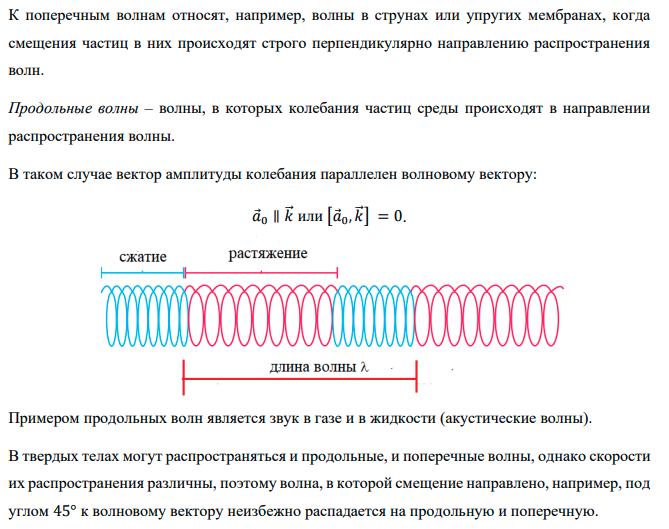 К поперечным волнам относят, например, волны в струнах или упругих мембранах, когда
смещения частиц в них происходят строго перпендикулярно направлению распространения
волн.
Продольные волны – волны, в которых колебания частиц среды происходят в направлении
распространения волны.
В таком случае вектор амплитуды колебания параллелен волновому вектору:
$\vec{a}_0 \parallel \vec{k}$ или $[\vec{a}_0, \vec{k}] = 0.$
сжатие растяжение
длина волны λ
Примером продольных волн является звук в газе и в жидкости (акустические волны).
В твердых телах могут распространяться и продольные, и поперечные волны, однако скорости
их распространения различны, поэтому волна, в которой смещение направлено, например, под
углом 45° к волновому вектору неизбежно распадается на продольную и поперечную.